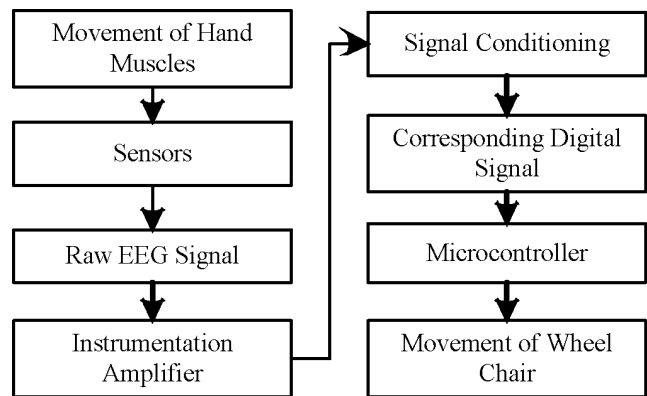 Movement of Hand
Muscles
Sensors
Raw EEG Signal
Instrumentation
Amplifier
Signal Conditioning
Corresponding Digital
Signal
Microcontroller
Movement of Wheel
Chair